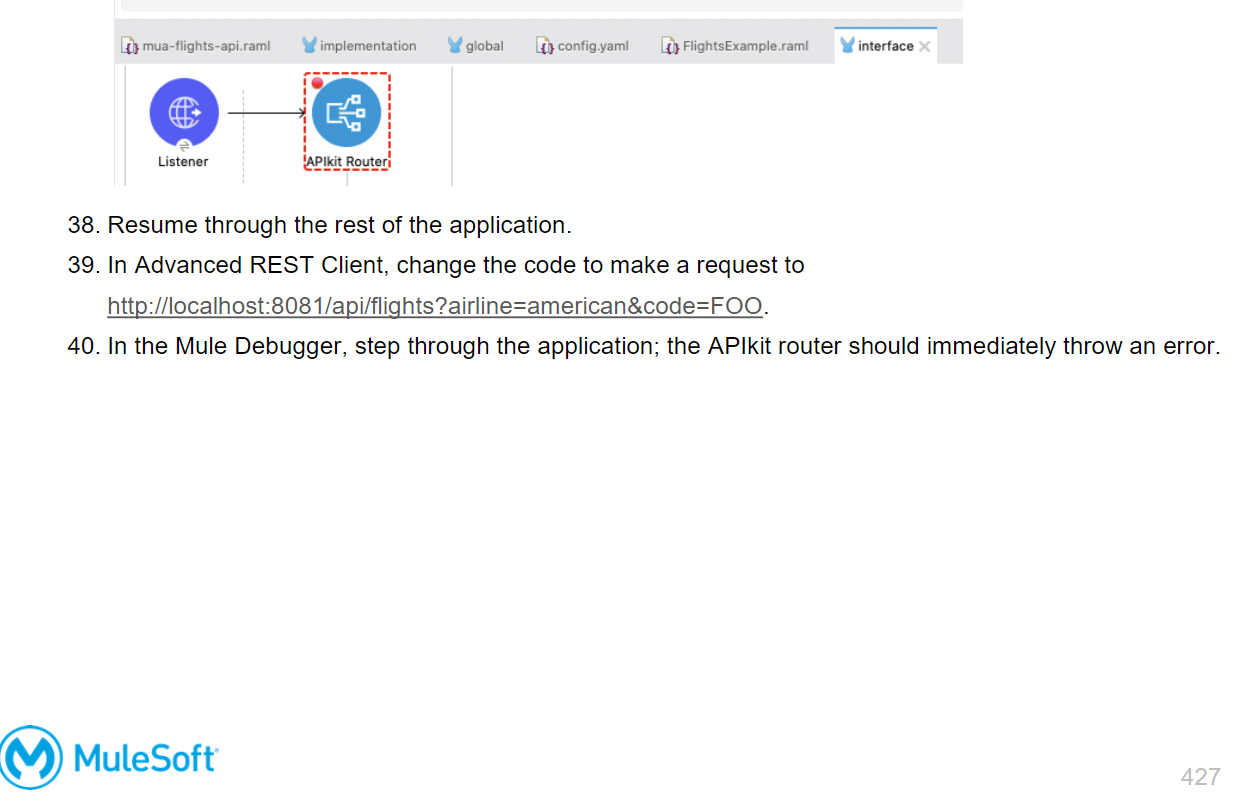 mua-flights-api.raml implementation global config.yaml FlightsExample.raml interface
Listener APIkit Router
38. Resume through the rest of the application.
39. In Advanced REST Client, change the code to make a request to
http://localhost:8081/api/flights?airline=american&code=FOO.
40. In the Mule Debugger, step through the application; the APIkit router should immediately throw an error.
MuleSoft
427